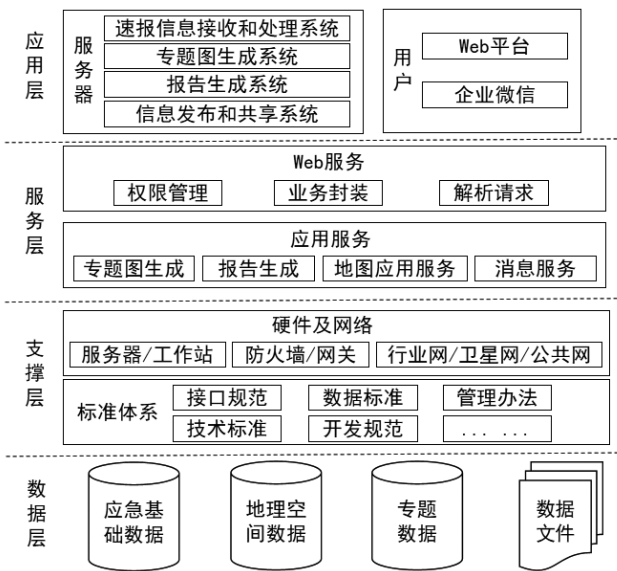 应用层
服务器
速报信息接收和处理系统
专题图生成系统
报告生成系统
信息发布和共享系统
用户
Web平台
企业微信
服务层
Web服务
权限管理
业务封装
解析请求
应用服务
专题图生成
报告生成
地图应用服务
消息服务
支撑层
硬件及网络
服务器/工作站
防火墙/网关
行业网/卫星网/公共网
标准体系
接口规范
数据标准
管理办法
技术标准
开发规范
... ...
数据层
应急基
础数据
地理空
间数据
专题
数据
数据
文件